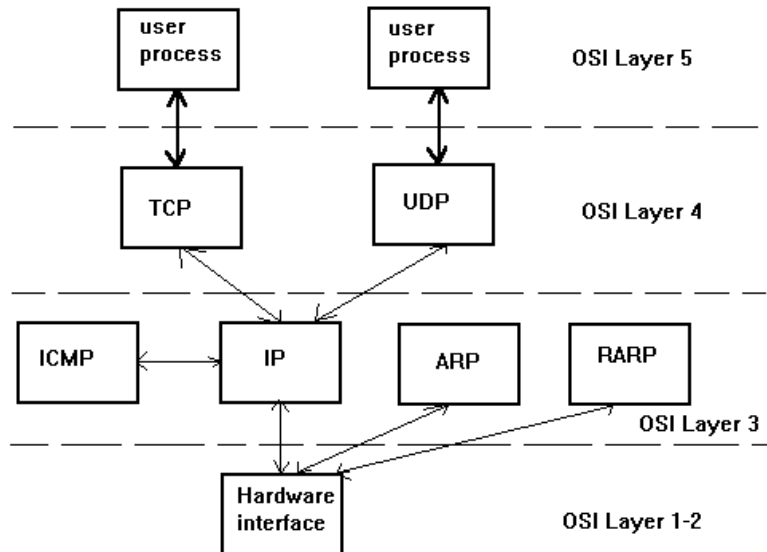 user
process
user
process
OSI Layer 5
TCP
UDP
OSI Layer 4
ICMP
IP
ARP
RARP
OSI Layer 3
Hardware
interface
OSI Layer 1-2